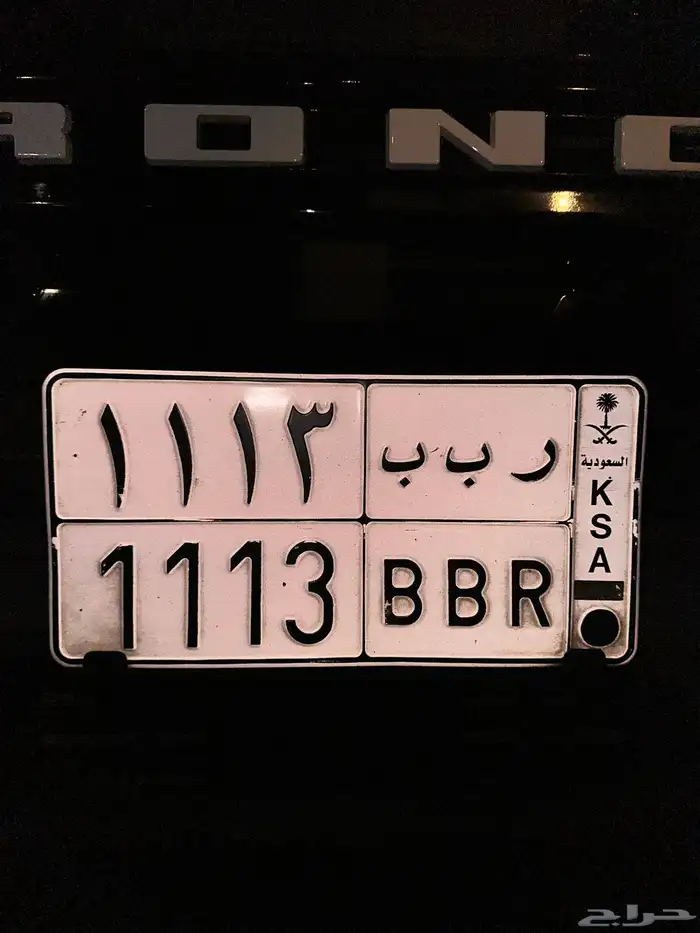 RONC
١١١٣ ر ب ب
السعودية
1113 BBR
K
S
A
حراج